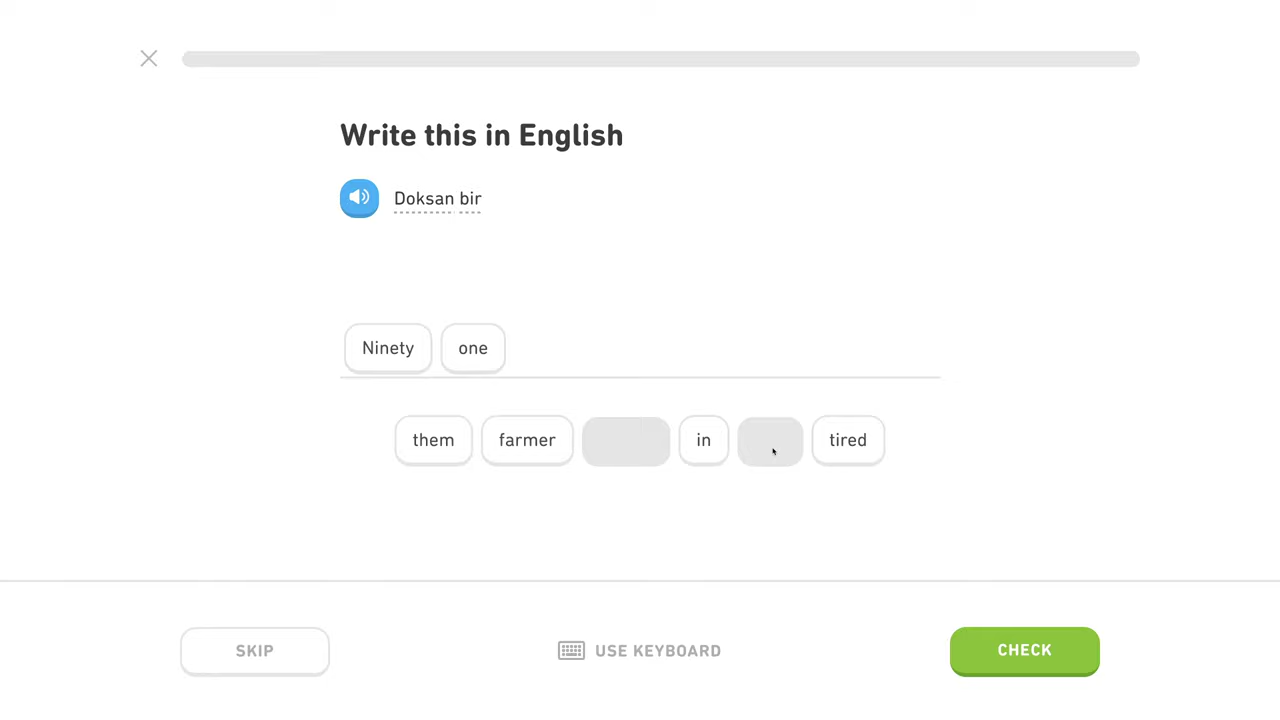 Write this in English
Doksan bir
Ninety one
them farmer in tired
SKIP USE KEYBOARD CHECK